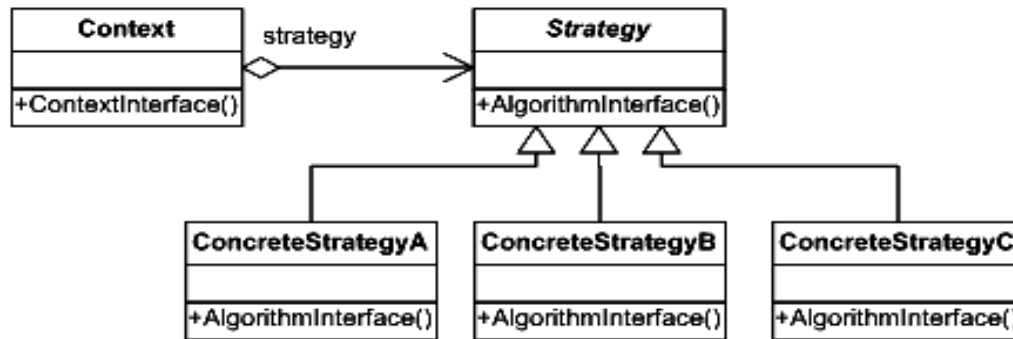 Context
strategy
Strategy
+ContextInterface()
+AlgorithmInterface()
ConcreteStrategyA
ConcreteStrategyB
ConcreteStrategyC
+AlgorithmInterface()
+AlgorithmInterface()
+AlgorithmInterface()